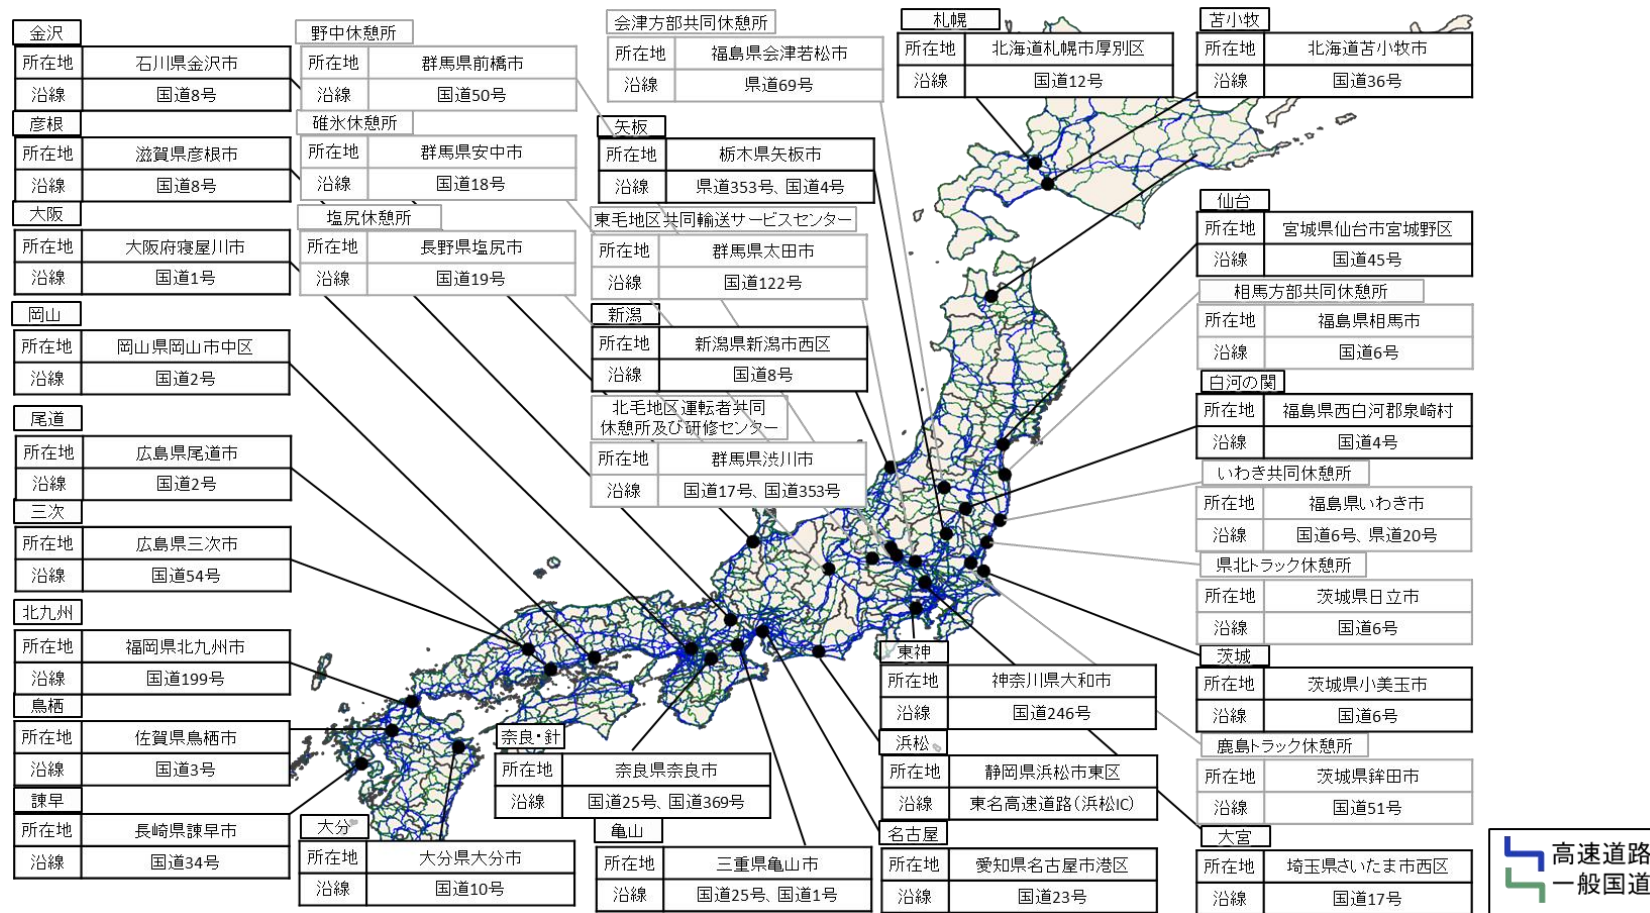 金沢
所在地 石川県金沢市
沿線 国道8号
彦根
所在地 滋賀県彦根市
沿線 国道8号
大阪
所在地 大阪府寝屋川市
沿線 国道1号
岡山
所在地 岡山県岡山市中区
沿線 国道2号
尾道
所在地 広島県尾道市
沿線 国道2号
三次
所在地 広島県三次市
沿線 国道54号
北九州
所在地 福岡県北九州市
沿線 国道199号
鳥栖
所在地 佐賀県鳥栖市
沿線 国道3号
諫早
所在地 長崎県諫早市
沿線 国道34号
野中休憩所
所在地 群馬県前橋市
沿線 国道50号
碓氷休憩所
所在地 群馬県安中市
沿線 国道18号
塩尻休憩所
所在地 長野県塩尻市
沿線 国道19号
大分
所在地 大分県大分市
沿線 国道10号
会津方部共同休憩所
所在地 福島県会津若松市
沿線 県道69号
矢板
所在地 栃木県矢板市
沿線 県道353号、国道4号
東毛地区共同輸送サービスセンター
所在地 群馬県太田市
沿線 国道122号
新潟
所在地 新潟県新潟市西区
沿線 国道8号
北毛地区運転者共同
休憩所及び研修センター
所在地 群馬県渋川市
沿線 国道17号、国道353号
奈良・針
所在地 奈良県奈良市
沿線 国道25号、国道369号
亀山
所在地 三重県亀山市
沿線 国道25号、国道1号
札幌
所在地 北海道札幌市厚別区
沿線 国道12号
東神
所在地 神奈川県大和市
沿線 国道246号
浜松
所在地 静岡県浜松市東区
沿線 東名高速道路(浜松IC)
名古屋
所在地 愛知県名古屋市港区
沿線 国道23号
苫小牧
所在地 北海道苫小牧市
沿線 国道36号
仙台
所在地 宮城県仙台市宮城野区
沿線 国道45号
相馬方部共同休憩所
所在地 福島県相馬市
沿線 国道6号
白河の関
所在地 福島県西白河郡泉崎村
沿線 国道4号
いわき共同休憩所
所在地 福島県いわき市
沿線 国道6号、県道20号
県北トラック休憩所
所在地 茨城県日立市
沿線 国道6号
茨城
所在地 茨城県小美玉市
沿線 国道6号
鹿島トラック休憩所
所在地 茨城県鉾田市
沿線 国道51号
大宮
所在地 埼玉県さいたま市西区
沿線 国道17号
高速道路
一般国道